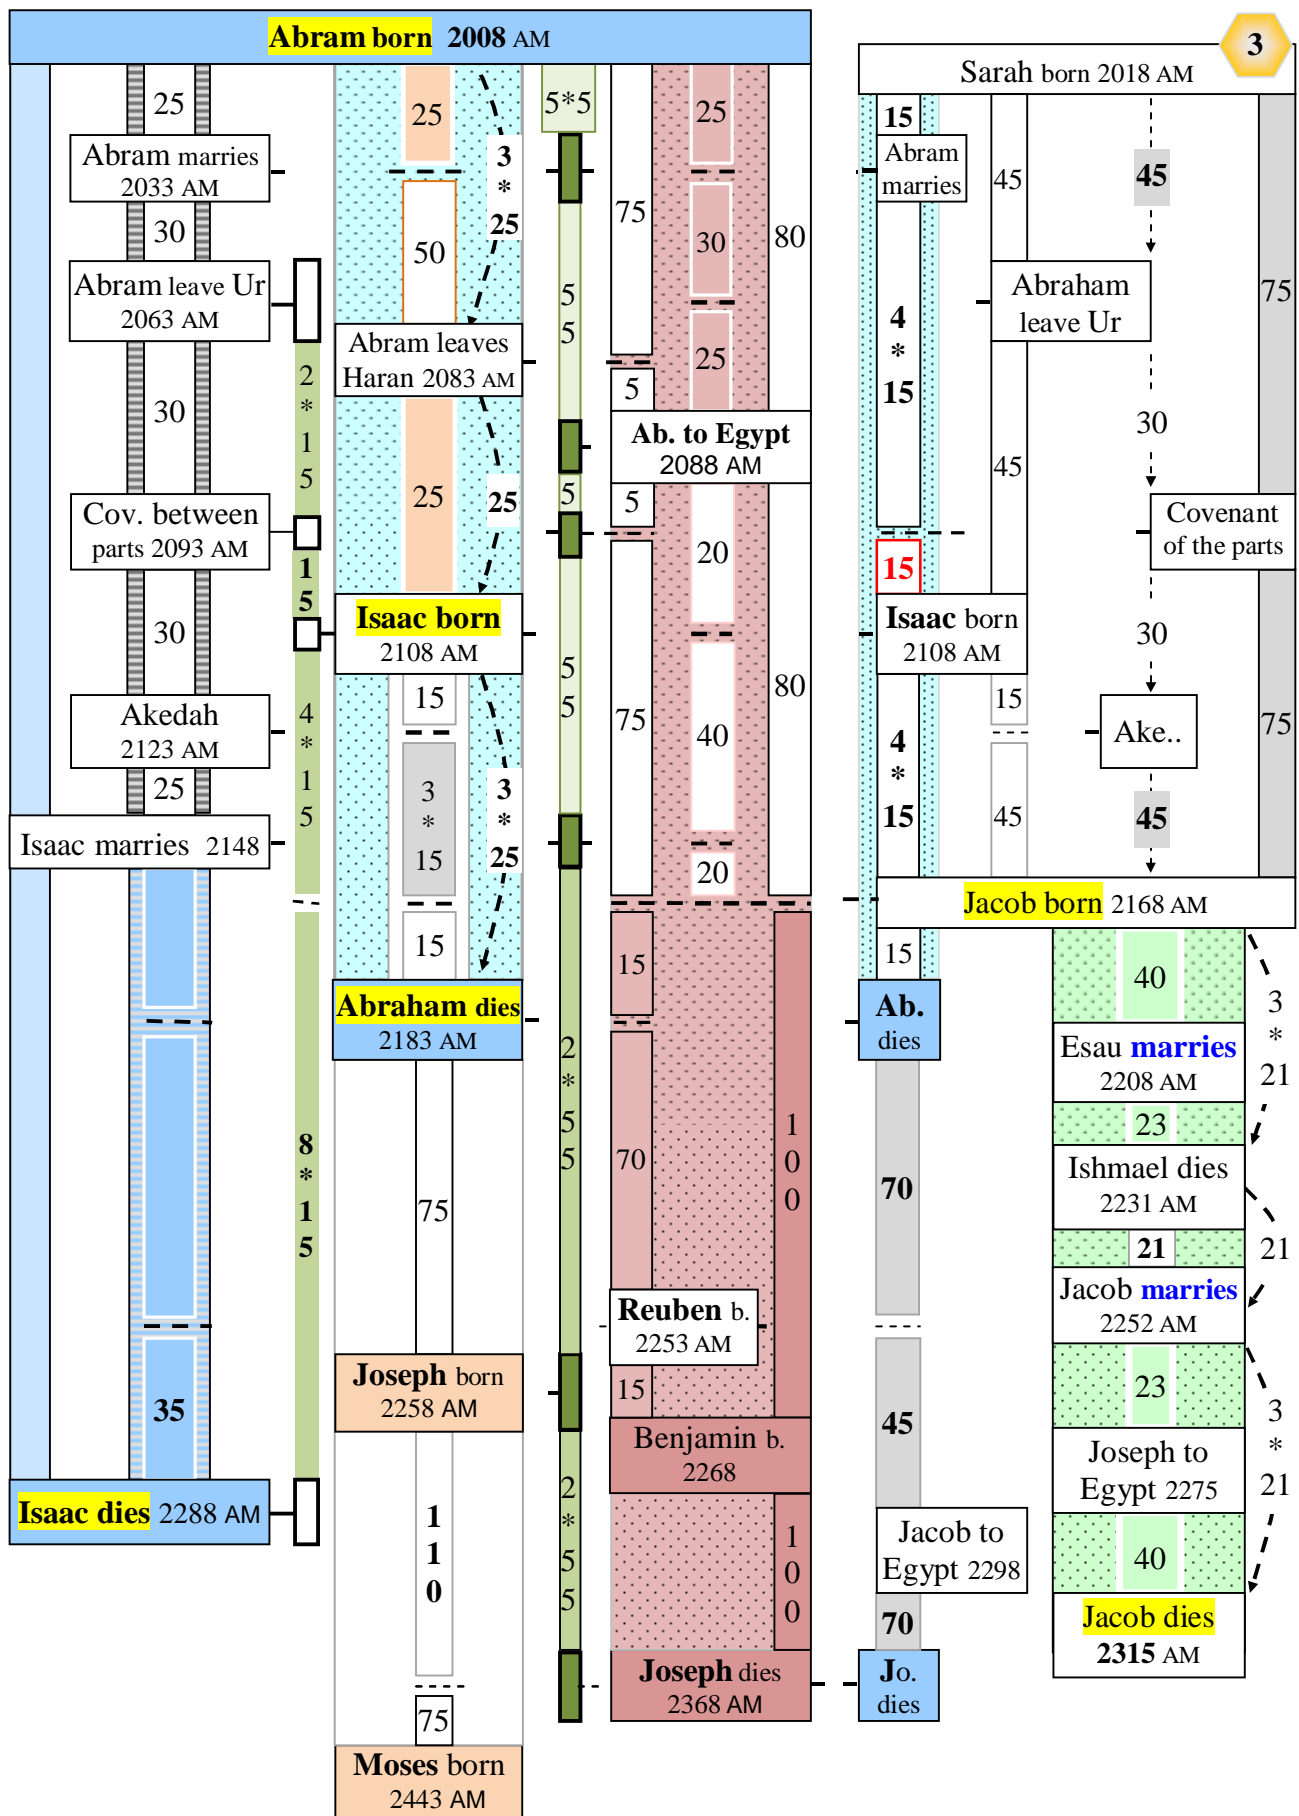 Abram born 2008 AM
3
Sarah born 2018 AM
25
Abram marries
2033 AM
30
Abram leave Ur
2063 AM
30
Cov. between
parts 2093 AM
30
Akedah
2123 AM
25
Isaac marries 2148
35
Isaac dies 2288 AM
2
*
1
5
1
5
4
*
1
5
8
*
1
5
25
50
3
*
25
Abram leaves
Haran 2083 AM
25
25
Isaac born
2108 AM
15
3
*
15
15
3
*
25
Abraham dies
2183 AM
75
Joseph born
2258 AM
1
1
0
75
Moses born
2443 AM
5*5
5
5
5
5
5
2
*
5
5
2
*
5
5
75
5
25
30
25
80
Ab. to Egypt
2088 AM
5
75
20
40
20
80
15
70
1
0
0
Reuben b.
2253 AM
15
Benjamin b.
2268
1
0
0
Joseph dies
2368 AM
15
Abram
marries
4
*
15
15
Isaac born
2108 AM
4
*
15
15
Ab.
dies
70
45
Jacob to
Egypt 2298
70
Jo.
dies
45
45
15
45
45
Abraham
leave Ur
30
Covenant
of the parts
30
Ake..
45
75
75
Jacob born 2168 AM
40
Esau marries
2208 AM
23
Ishmael dies
2231 AM
21
Jacob marries
2252 AM
23
Joseph to
Egypt 2275
40
Jacob dies
2315 AM
3
*
21
21
3
*
21